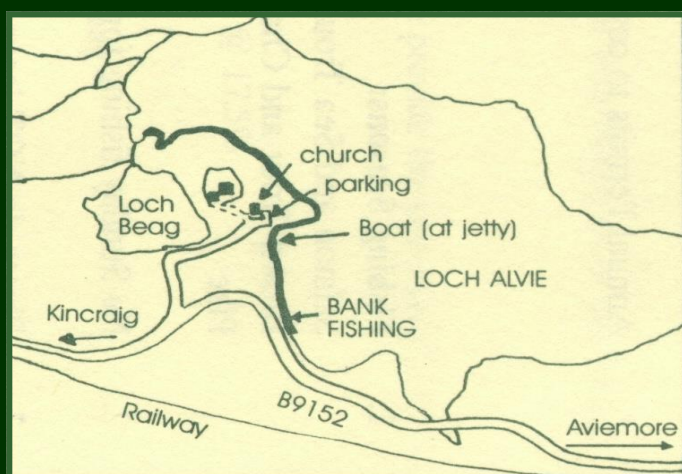 church
parking
Loch
Beag
Boat (at jetty)
LOCH ALVIE
Kincraig
BANK
FISHING
B9152
Railway
Aviemore